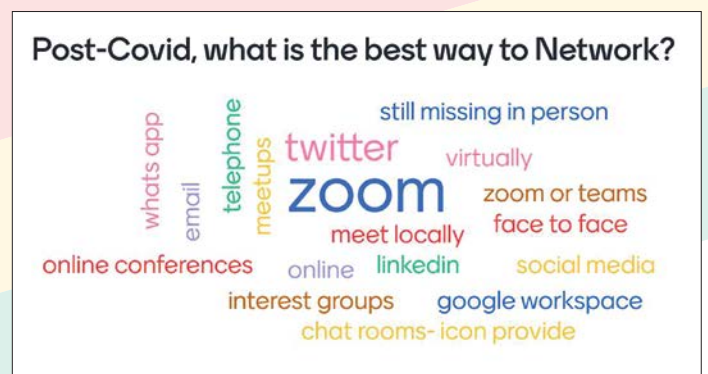 Post-Covid, what is the best way to Network?
still missing in person
whats app
email
telephone
meetups
twitter
virtually
zoom
zoom or teams
meet locally
face to face
online conferences
online
linkedin
social media
interest groups
google workspace
chat rooms- icon provide